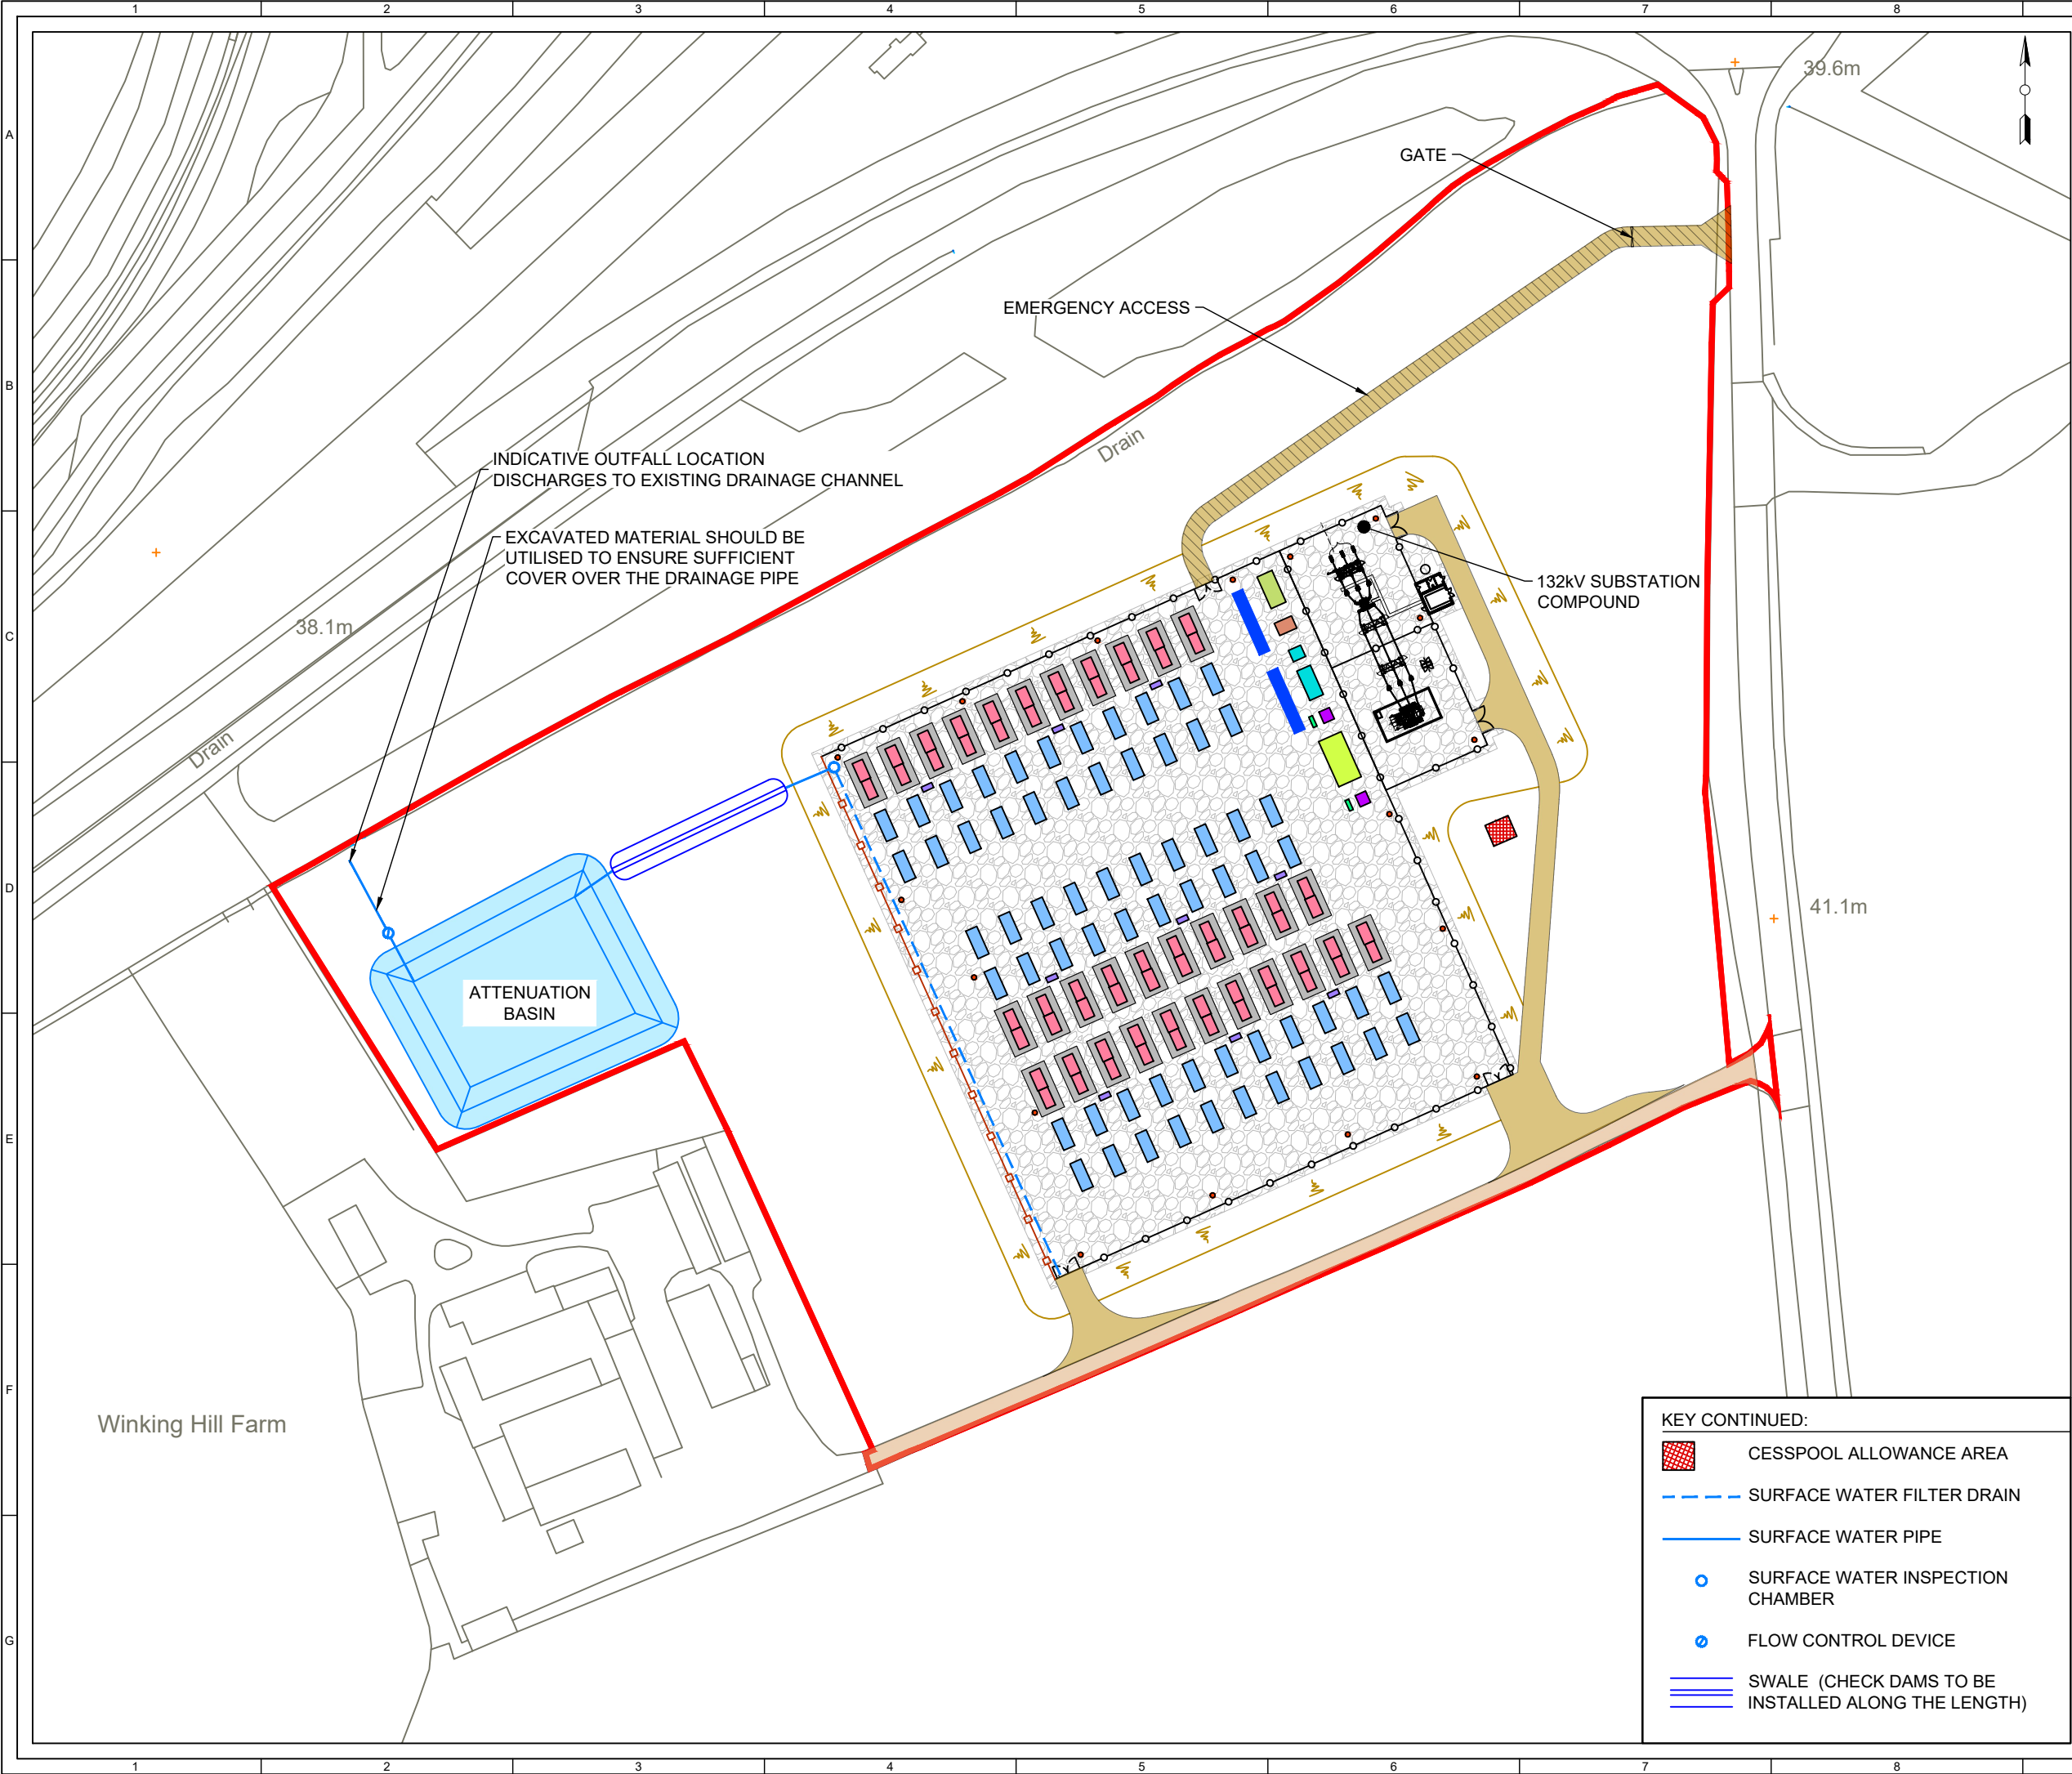 1 2 3 4 5 6 7 8
A
39.6m
GATE
EMERGENCY ACCESS
B
Drain
INDICATIVE OUTFALL LOCATION
DISCHARGES TO EXISTING DRAINAGE CHANNEL
EXCAVATED MATERIAL SHOULD BE
UTILISED TO ENSURE SUFFICIENT
COVER OVER THE DRAINAGE PIPE
132kV SUBSTATION
COMPOUND
C
38.1m
Drain
D
41.1m
ATTENUATION
BASIN
E
F
Winking Hill Farm
KEY CONTINUED:
CESSPOOL ALLOWANCE AREA
SURFACE WATER FILTER DRAIN
SURFACE WATER PIPE
SURFACE WATER INSPECTION
CHAMBER
G
FLOW CONTROL DEVICE
SWALE (CHECK DAMS TO BE
INSTALLED ALONG THE LENGTH)
1 2 3 4 5 6 7 8